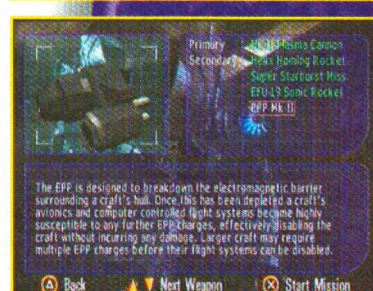 Primary Mk II Plasma Cannon
Secondary Helix Homing Rocket
Super Starburst Miss.
EFU-19 Sonic Rocket
EPP Mk II
The EPP is designed to breakdown the electromagnetic barrier
surrounding a craft's hull. Once this has been depleted a craft's
avionics and computer controlled flight systems become highly
susceptible to any further EPP charges, effectively disabling the
craft without incurring any damage. Larger craft may require
multiple EPP charges before their flight systems can be disabled.
Back Next Weapon Start Mission